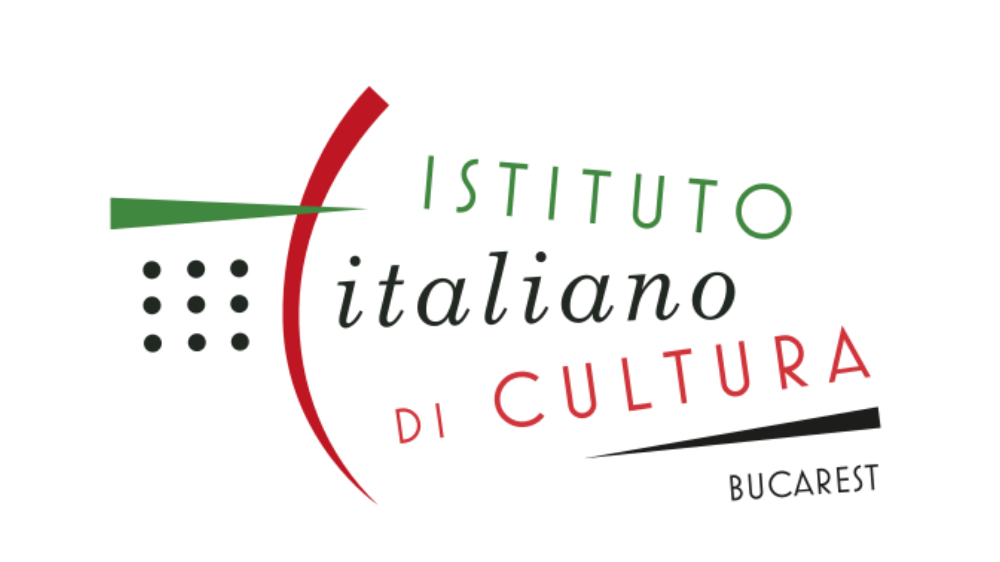 ISTITUTO
italiano
DI CULTURA
BUCAREST